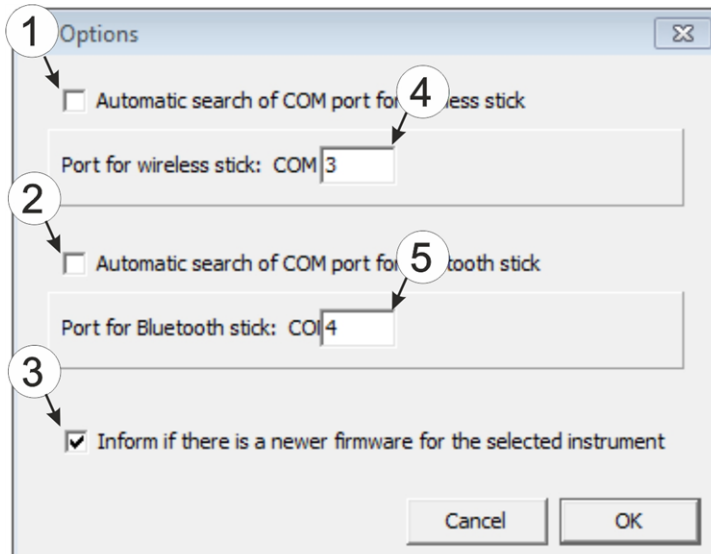 1
Options
Automatic search of COM port for less stick
4
Port for wireless stick: COM 3
2
Automatic search of COM port for tooth stick
5
Port for Bluetooth stick: 4
3
Inform if there is a newer firmware for the selected instrument
Cancel OK